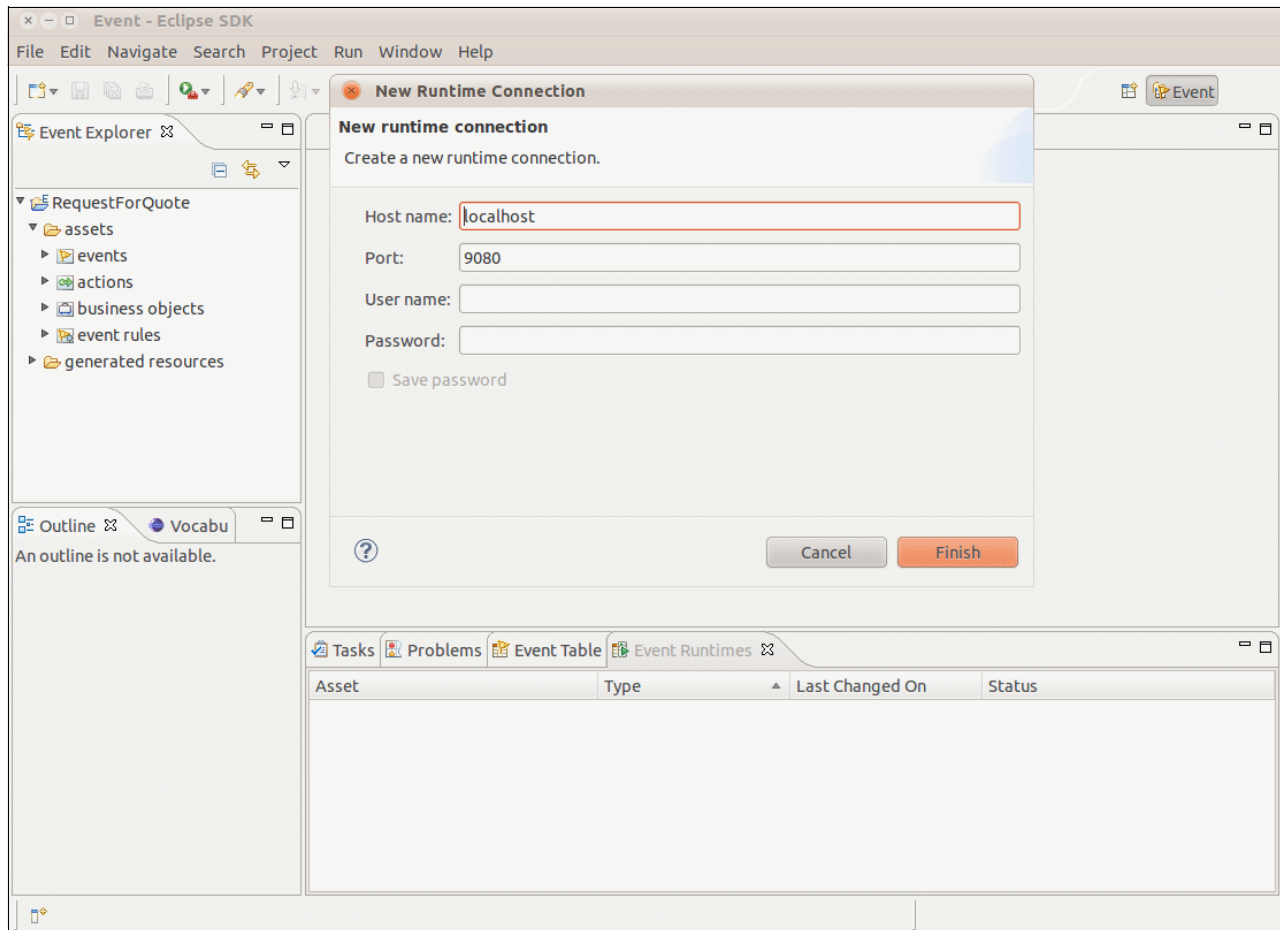 Event - Eclipse SDK
File Edit Navigate Search Project Run Window Help
Event
Event Explorer
RequestForQuote
assets
events
actions
business objects
event rules
generated resources
New Runtime Connection
New runtime connection
Create a new runtime connection.
Host name: localhost
Port: 9080
User name:
Password:
Save password
? Cancel Finish
Outline Vocabu
An outline is not available.
Tasks Problems Event Table Event Runtimes
Asset Type Last Changed On Status